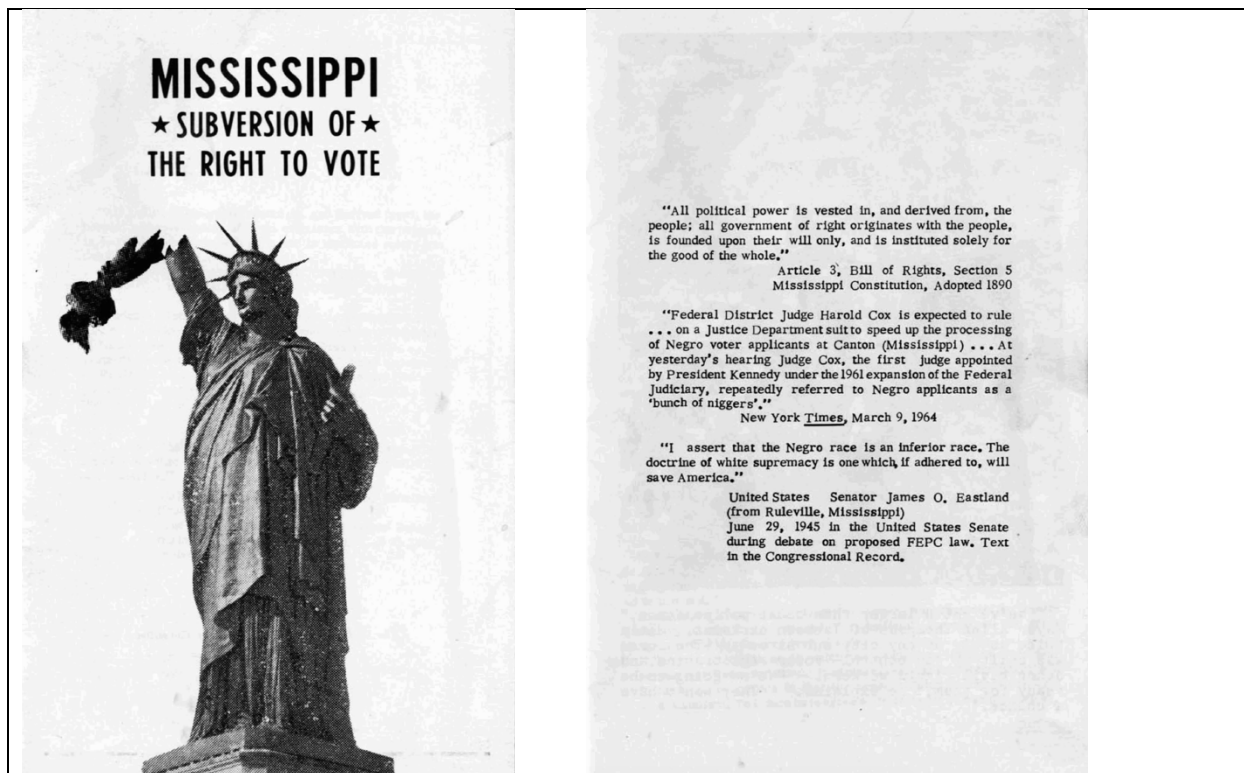 MISSISSIPPI
★ SUBVERSION OF ★
THE RIGHT TO VOTE
"All political power is vested in, and derived from, the
people; all government of right originates with the people,
is founded upon their will only, and is instituted solely for
the good of the whole."
Article 3, Bill of Rights, Section 5
Mississippi Constitution, Adopted 1890
"Federal District Judge Harold Cox is expected to rule
... on a Justice Department suit to speed up the processing
of Negro voter applicants at Canton (Mississippi) ... At
yesterday's hearing Judge Cox, the first judge appointed
by President Kennedy under the 1961 expansion of the Federal
Judiciary, repeatedly referred to Negro applicants as a
'bunch of niggers'."
New York Times, March 9, 1964
"I assert that the Negro race is an inferior race. The
doctrine of white supremacy is one which, if adhered to, will
save America."
United States Senator James O. Eastland
(from Ruleville, Mississippi)
June 29, 1945 in the United States Senate
during debate on proposed FEPC law. Text
in the Congressional Record.